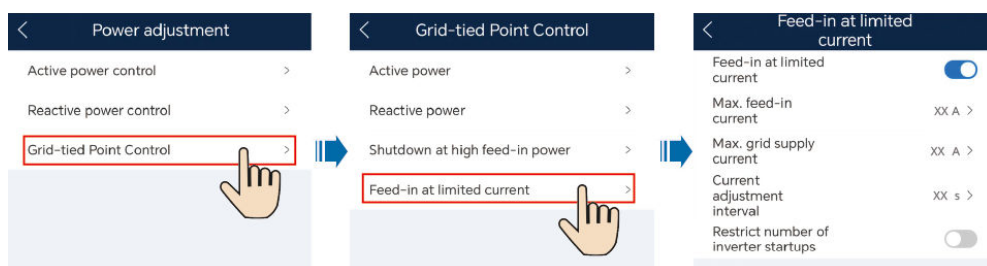 Power adjustment
Active power control
Reactive power control
Grid-tied Point Control
Grid-tied Point Control
Active power
Reactive power
Shutdown at high feed-in power
Feed-in at limited current
Feed-in at limited
current
Feed-in at limited
current
Max. feed-in
current
XX A
Max. grid supply
current
XX A
Current
adjustment
interval
XX s
Restrict number of
inverter startups